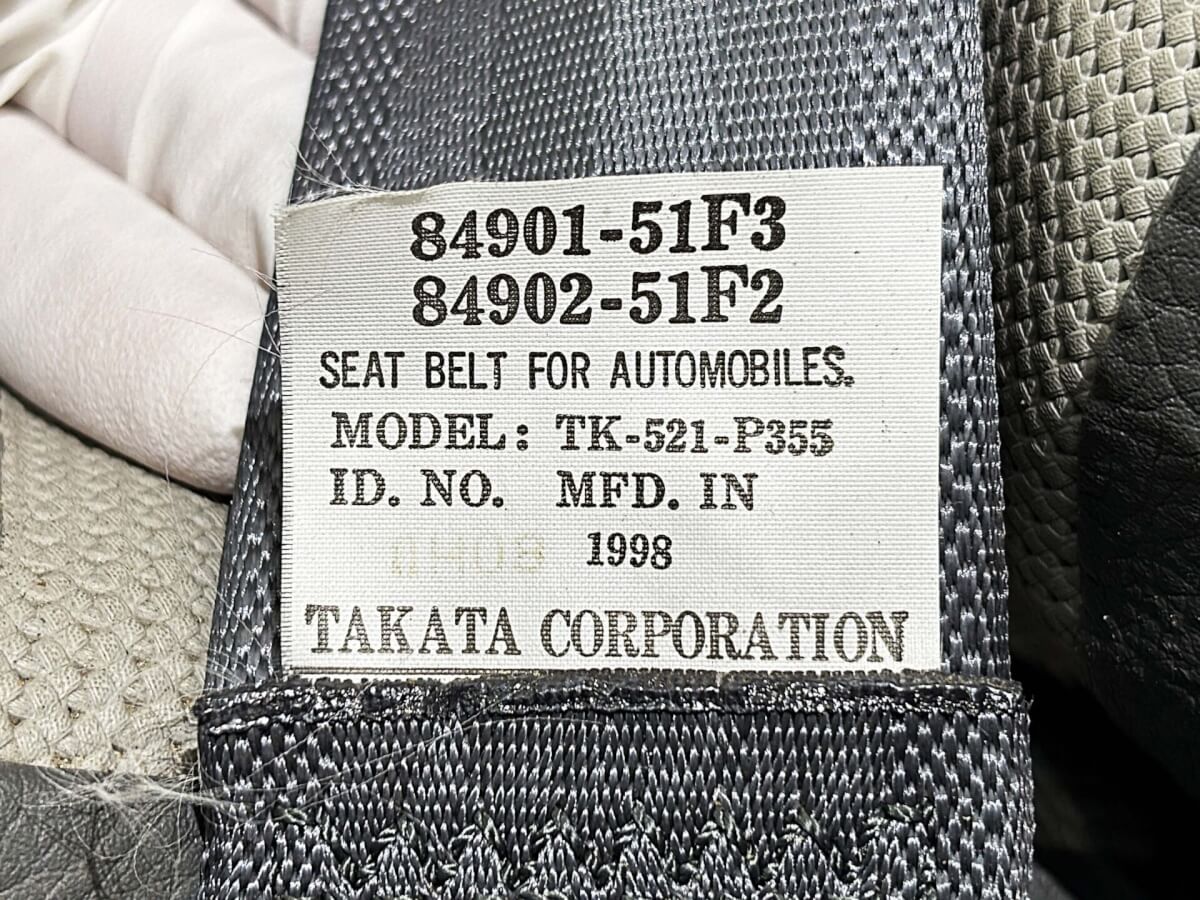 84901-51F3
84902-51F2
SEAT BELT FOR AUTOMOBILES.
MODEL: TK-521-P355
ID. NO. MFD. IN
1998
TAKATA CORPORATION